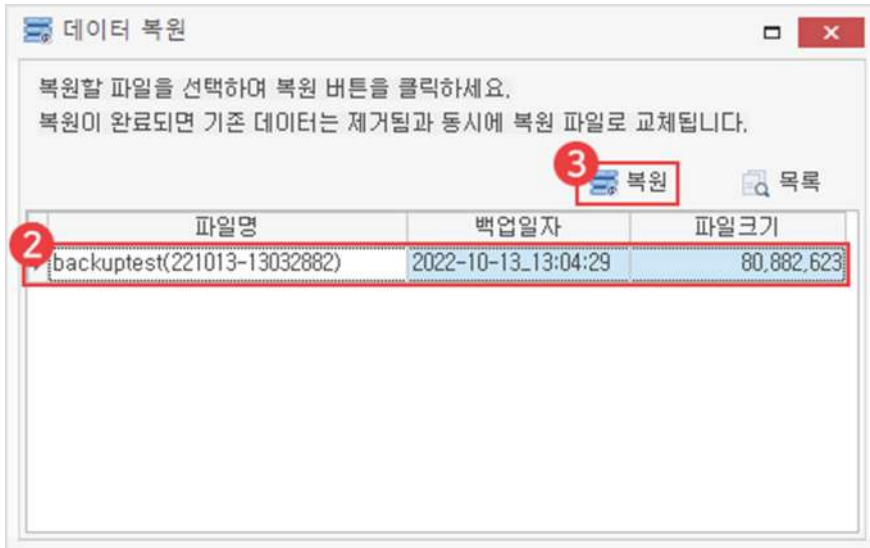 데이터 복원
복원할 파일을 선택하며 복원 버튼을 클릭하세요.
복원이 완료되면 기존 데이터는 제거됨과 동시에 복원 파일로 교체됩니다.
3 복원 목록
파일명 백업일자 파일크기
2 backuptest(221013-13032882) 2022-10-13_13:04:29 80,882,623